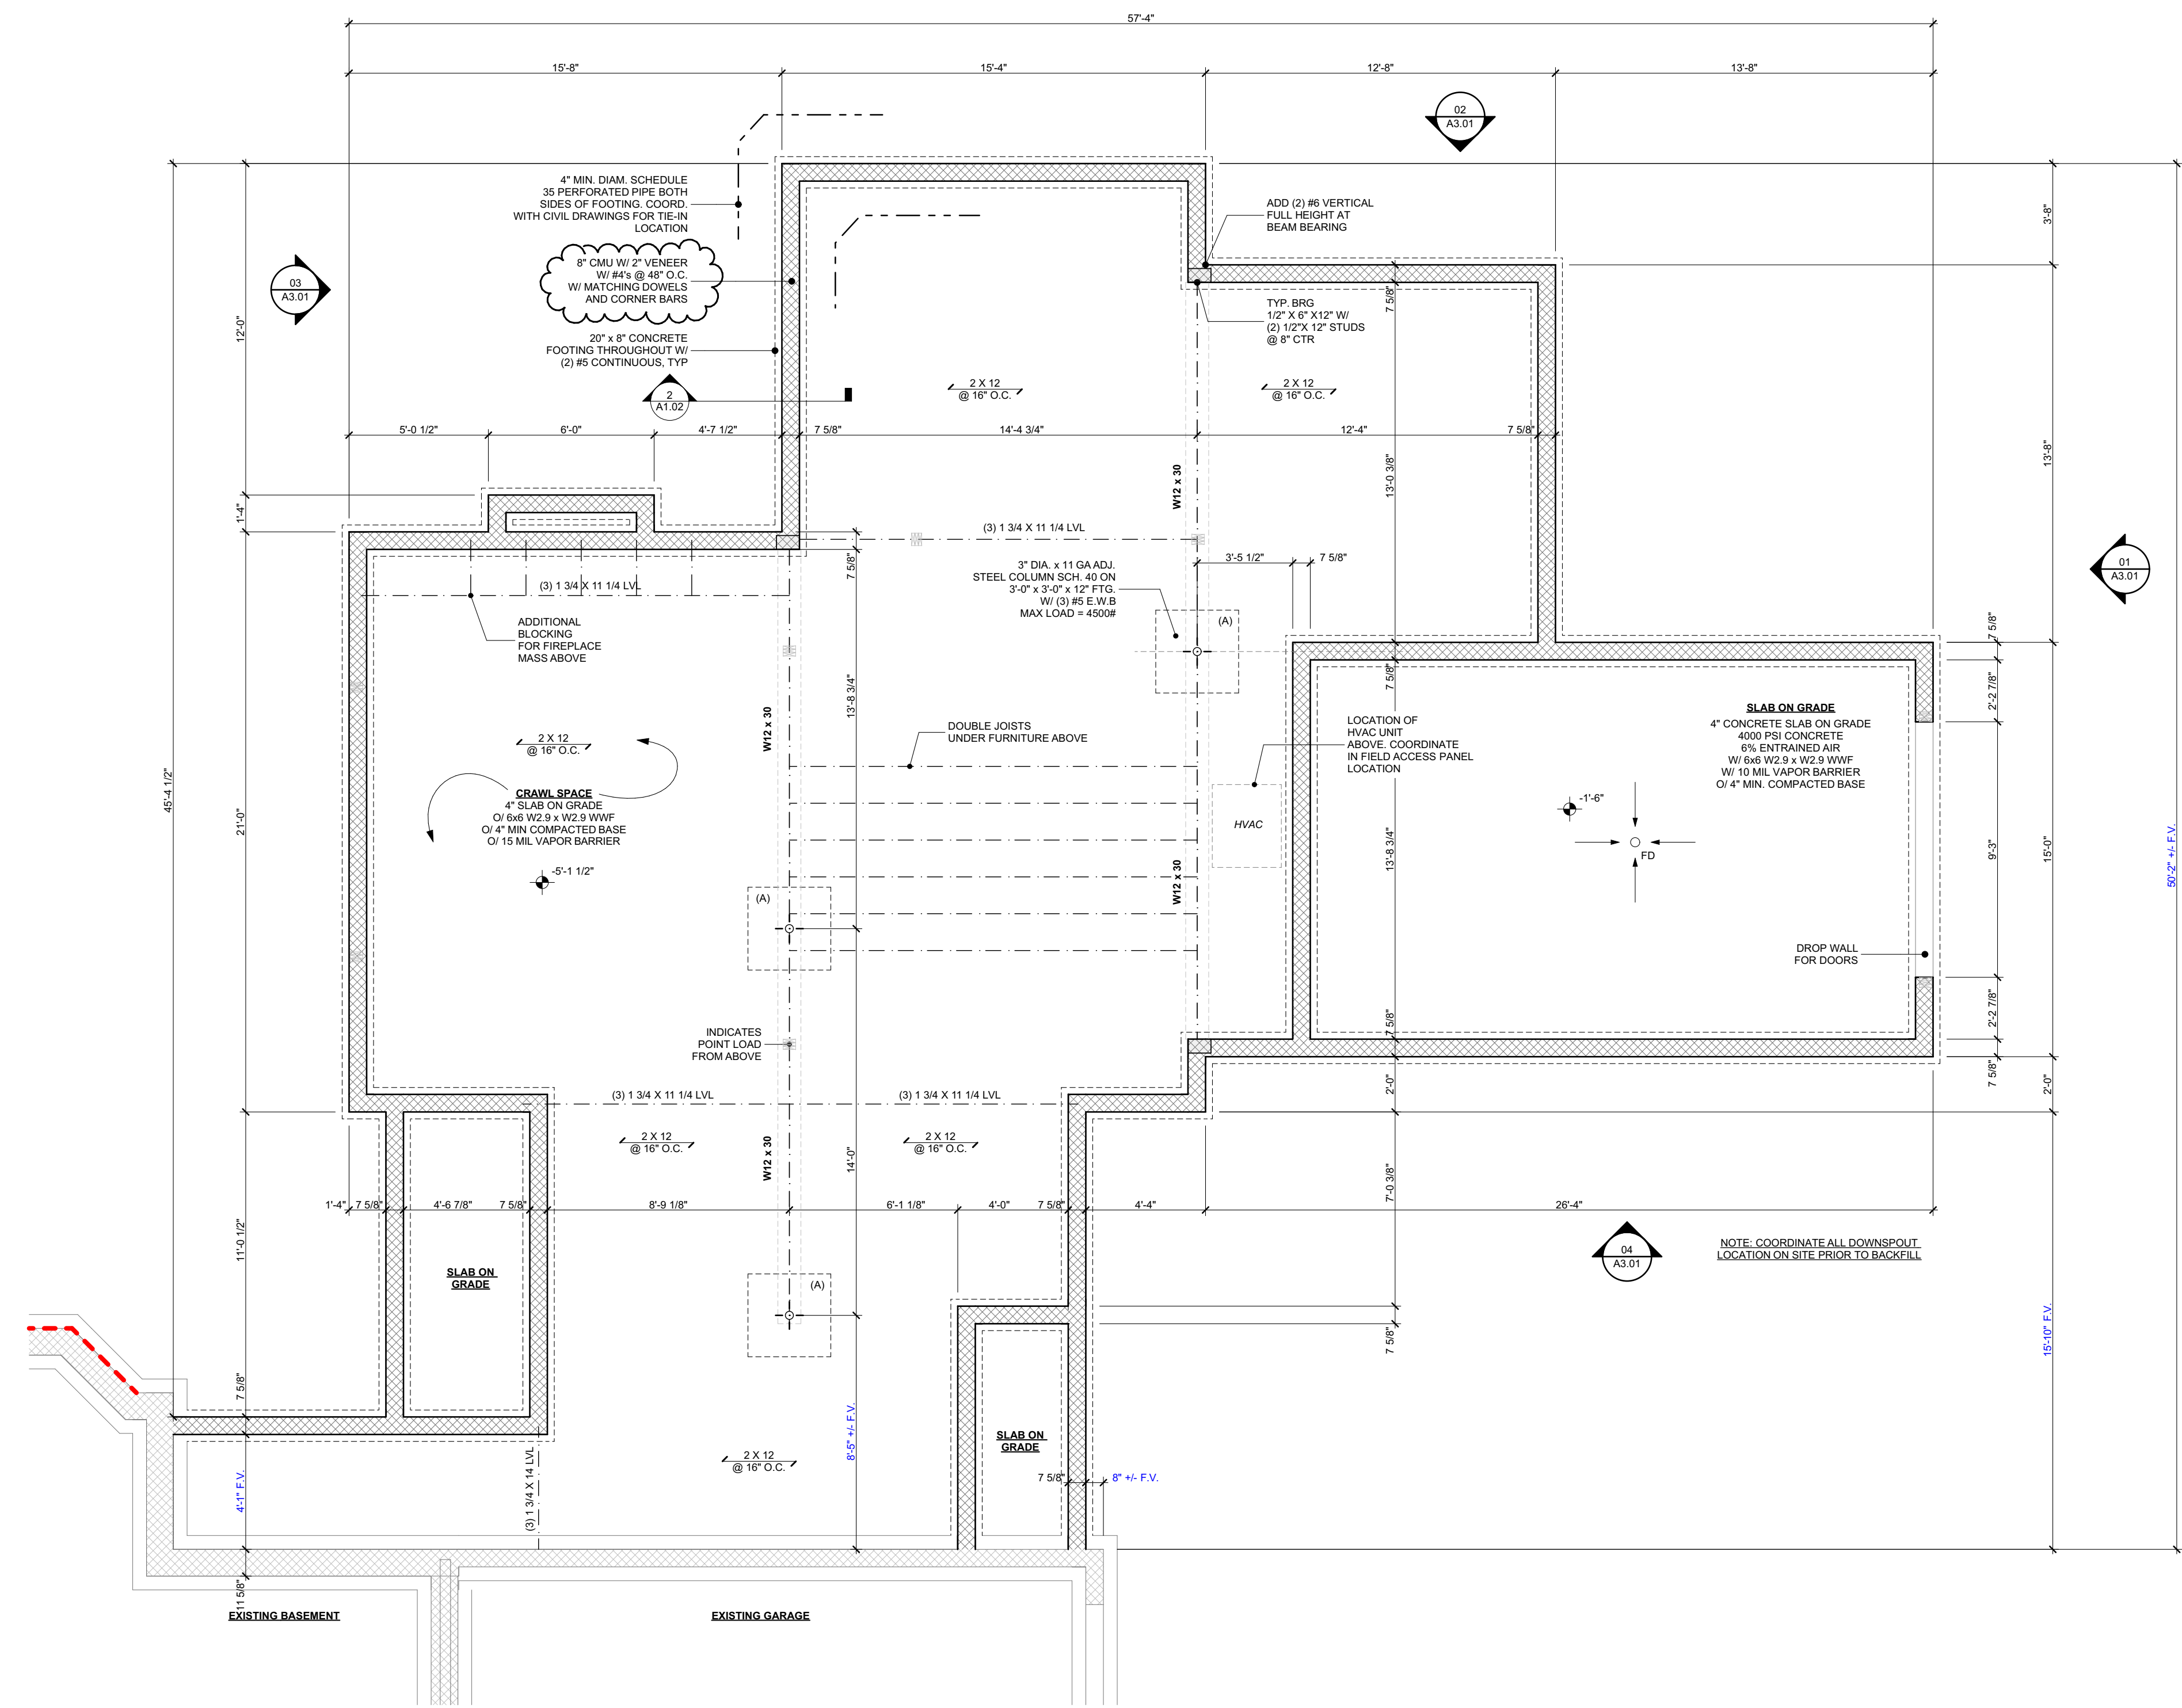 57'-4"
15'-8"
15'-4"
12'-8"
13'-8"
02
A3.01
4" MIN. DIAM. SCHEDULE
35 PERFORATED PIPE BOTH
SIDES OF FOOTING. COORD.
WITH CIVIL DRAWINGS FOR TIE-IN
LOCATION
8" CMU W/ 2" VENEER
W/ #4's @ 48" O.C.
W/ MATCHING DOWELS
AND CORNER BARS
20" x 8" CONCRETE
FOOTING THROUGHOUT W/
(2) #5 CONTINUOUS, TYP
2
A1.02
03
A3.01
ADD (2) #6 VERTICAL
FULL HEIGHT AT
BEAM BEARING
TYP. BRG
1/2" X 6" X12" W/
(2) 1/2"X 12" STUDS
@ 8" CTR
7 5/8"
3'-8"
12'-0"
2 X 12
@ 16" O.C.
2 X 12
@ 16" O.C.
5'-0 1/2"
6'-0"
4'-7 1/2"
7 5/8"
14'-4 3/4"
12'-4"
7 5/8"
13'-8"
W12 x 30
13'-0 3/8"
1'-4"
(3) 1 3/4 X 11 1/4 LVL
(3) 1 3/4 X 11 1/4 LVL
7 5/8"
3" DIA. x 11 GA ADJ.
STEEL COLUMN SCH. 40 ON
3'-0" x 3'-0" x 12" FTG.
W/ (3) #5 E.W.B
MAX LOAD = 4500#
3'-5 1/2"
7 5/8"
(A)
01
A3.01
ADDITIONAL
BLOCKING
FOR FIREPLACE
MASS ABOVE
7 5/8"
7 5/8"
2'-2 7/8"
13'-8 3/4"
W12 x 30
DOUBLE JOISTS
UNDER FURNITURE ABOVE
LOCATION OF
HVAC UNIT
ABOVE. COORDINATE
IN FIELD ACCESS PANEL
LOCATION
HVAC
SLAB ON GRADE
4" CONCRETE SLAB ON GRADE
4000 PSI CONCRETE
6% ENTRAINED AIR
W/ 6x6 W2.9 x W2.9 WWF
W/ 10 MIL VAPOR BARRIER
O/ 4" MIN. COMPACTED BASE
-1'-6"
FD
2 X 12
@ 16" O.C.
CRAWL SPACE
4" SLAB ON GRADE
O/ 6x6 W2.9 x W2.9 WWF
O/ 4" MIN COMPACTED BASE
O/ 15 MIL VAPOR BARRIER
-5'-1 1/2"
45'-4 1/2"
21'-0"
W12 x 30
13'-8 3/4"
9'-3"
15'-0"
50'-2" +/- F.V.
(A)
DROP WALL
FOR DOORS
INDICATES
POINT LOAD
FROM ABOVE
7 5/8"
2'-2 7/8"
7 5/8"
2'-0"
2'-0"
(3) 1 3/4 X 11 1/4 LVL
(3) 1 3/4 X 11 1/4 LVL
2 X 12
@ 16" O.C.
2 X 12
@ 16" O.C.
W12 x 30
14'-0"
7'-0 3/8"
1'-4"
7 5/8"
4'-6 7/8"
7 5/8"
8'-9 1/8"
6'-1 1/8"
4'-0"
7 5/8"
4'-4"
26'-4"
11'-0 1/2"
SLAB ON
GRADE
(A)
04
A3.01
NOTE: COORDINATE ALL DOWNSPOUT
LOCATION ON SITE PRIOR TO BACKFILL
7 5/8"
15'-10" F.V.
7 5/8"
8'-5" +/- F.V.
SLAB ON
GRADE
2 X 12
@ 16" O.C.
7 5/8"
8" +/- F.V.
4'-1" F.V.
(3) 1 3/4 X 14 LVL
11 5/8"
EXISTING BASEMENT
EXISTING GARAGE